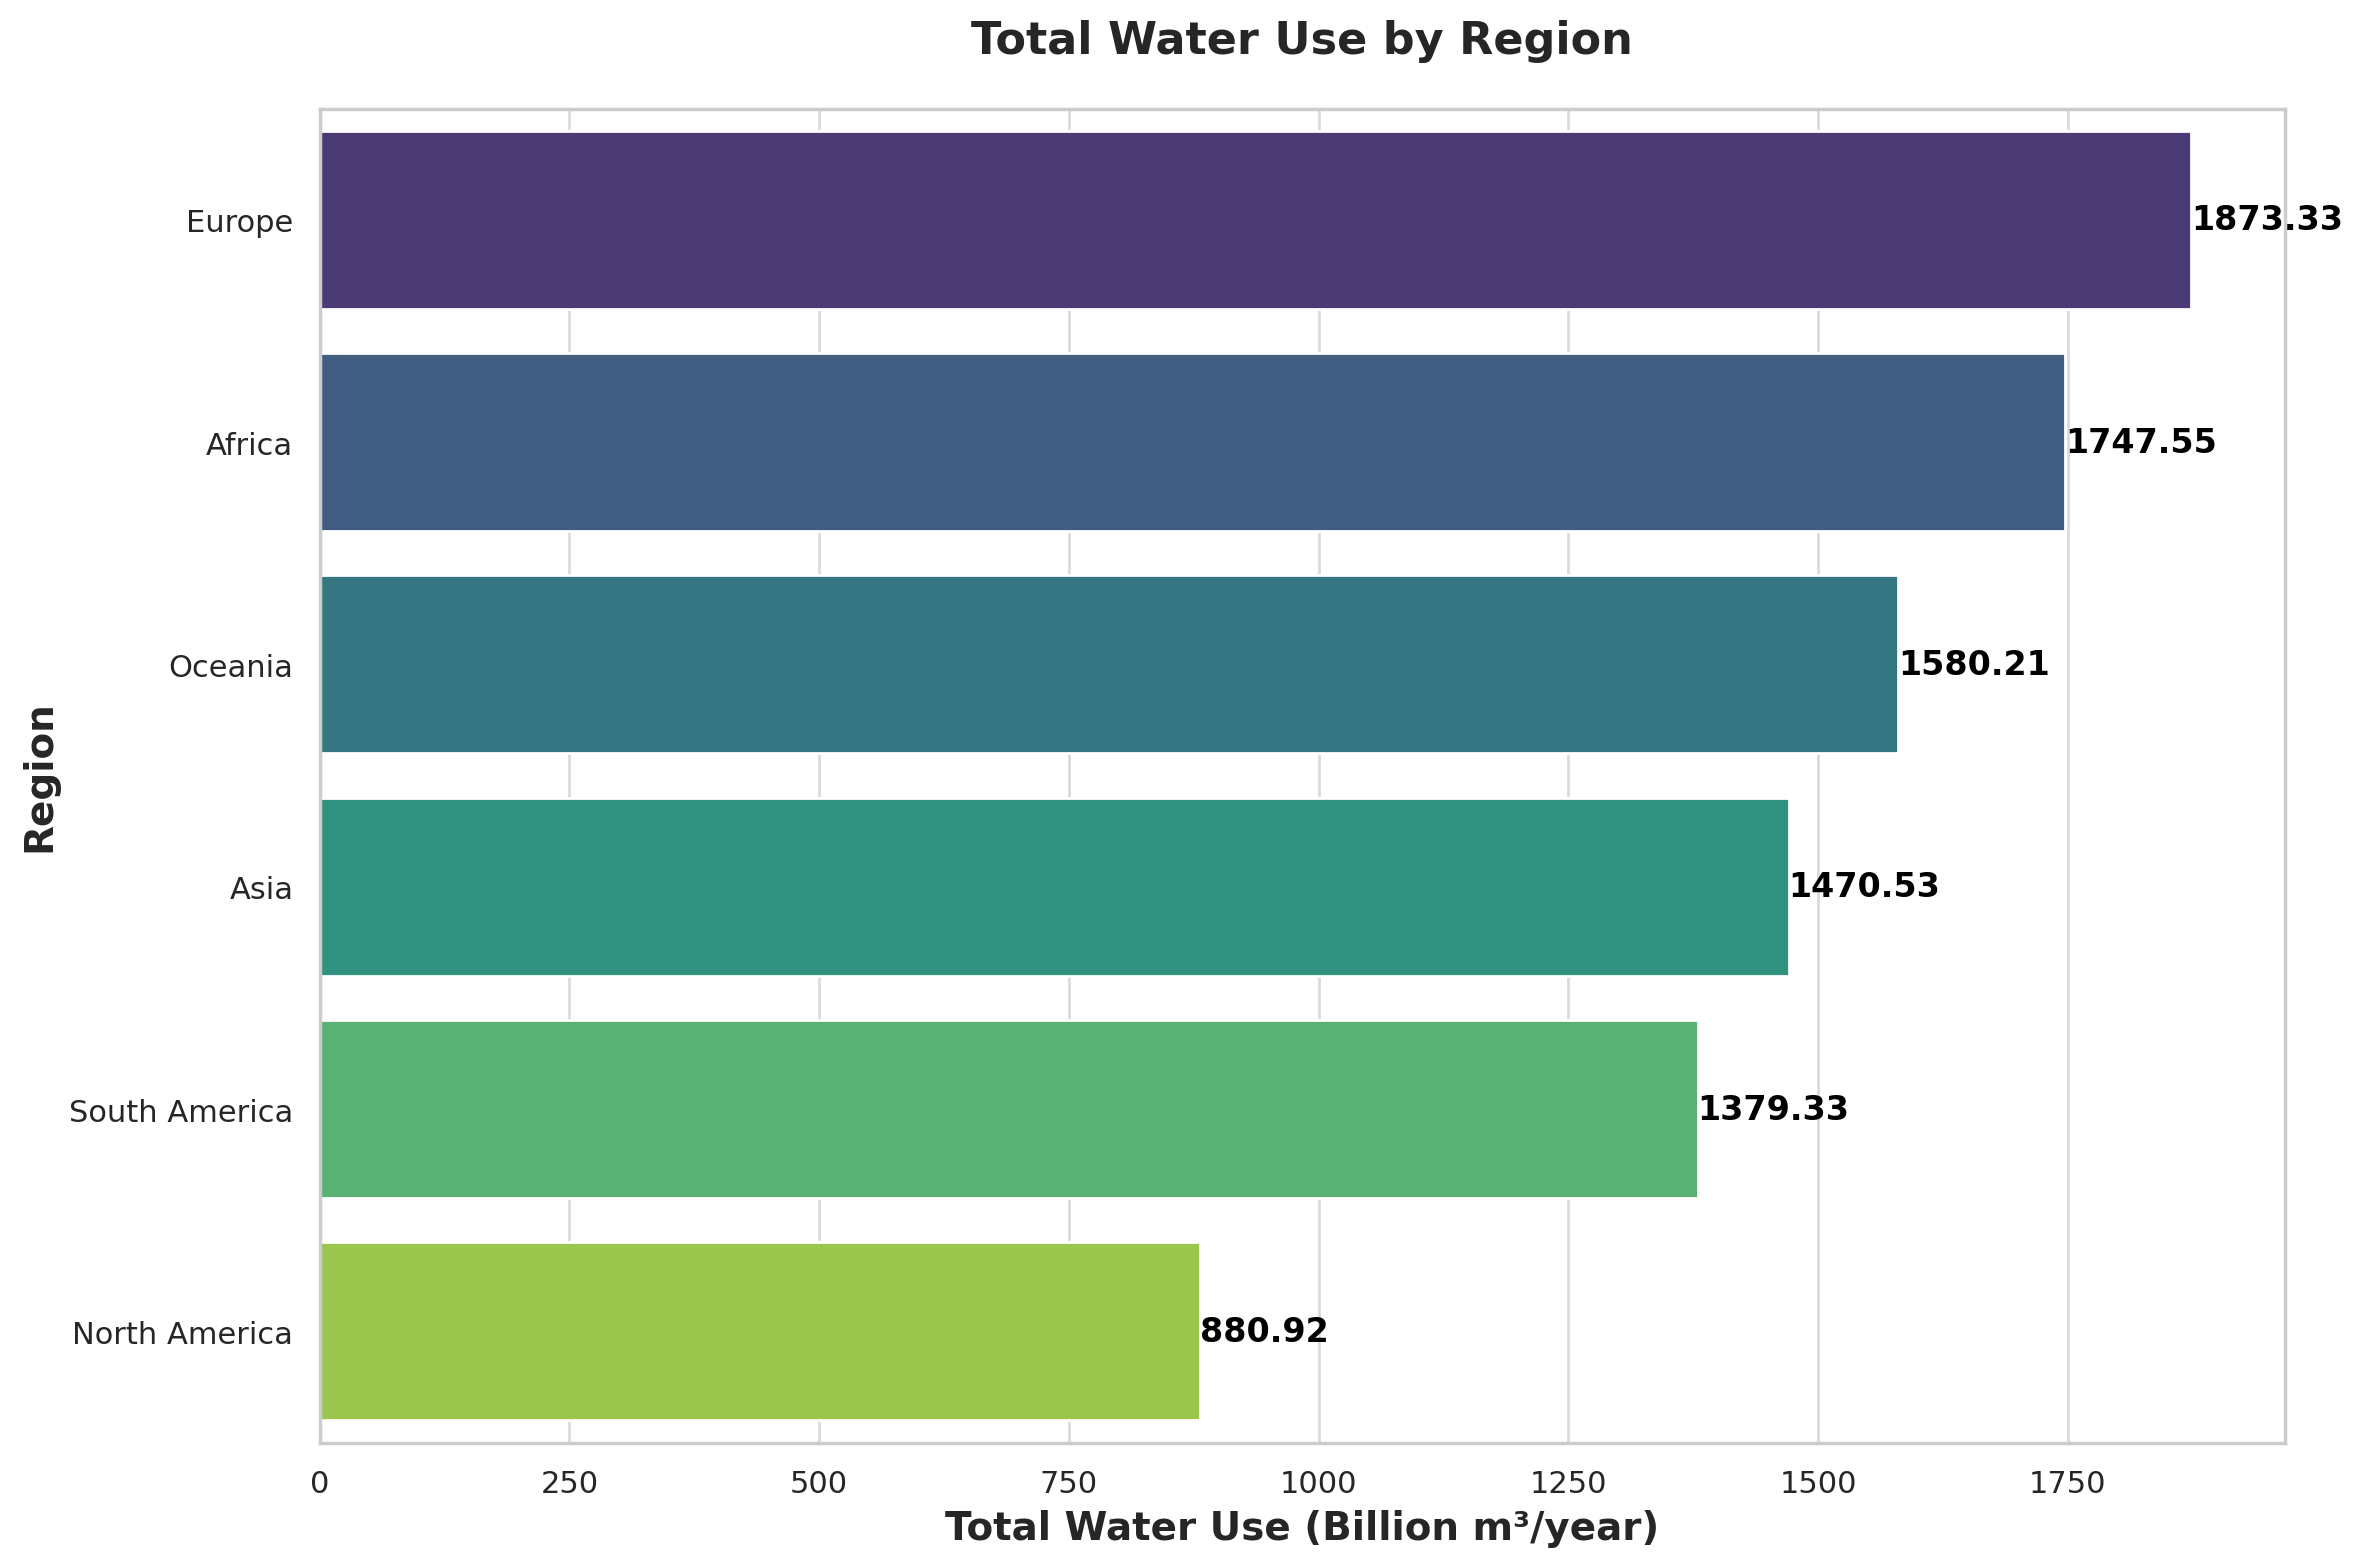 Total Water Use by Region
Europe
1873.33
Africa
1747.55
Oceania
1580.21
Region
Asia
1470.53
South America
1379.33
North America
880.92
0 250 500 750 1000 1250 1500 1750
Total Water Use (Billion m³/year)